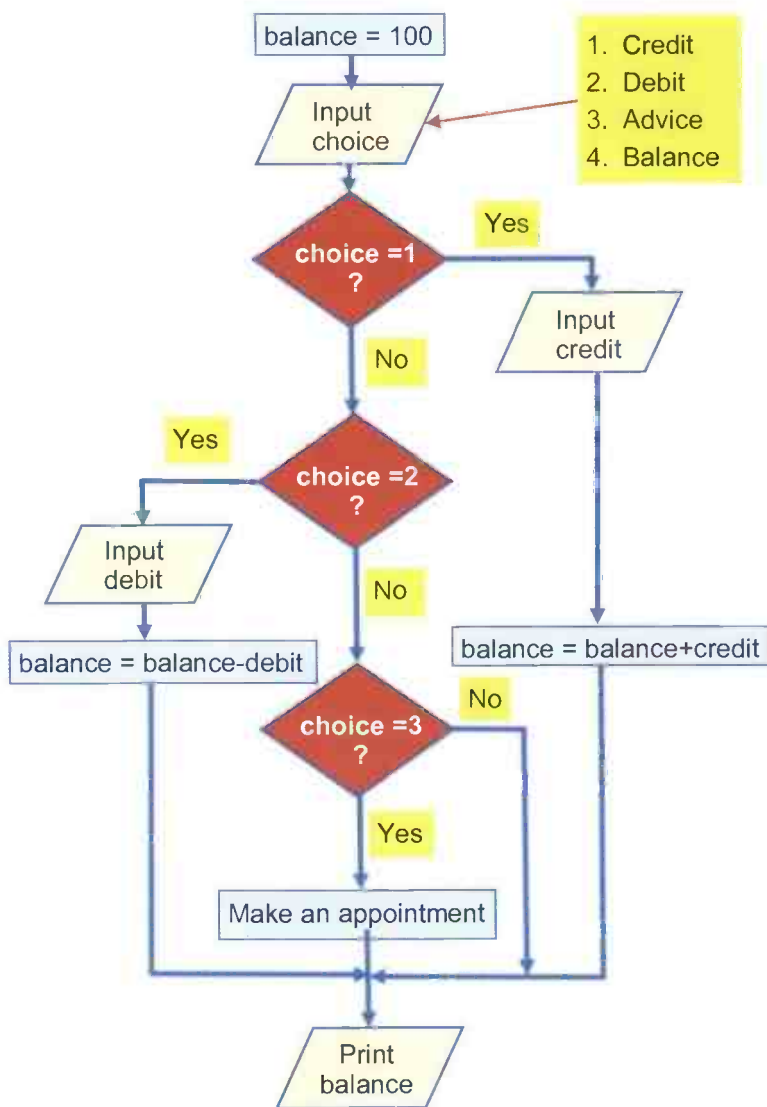 balance = 100
1. Credit
2. Debit
3. Advice
4. Balance
Input
choice
choice =1
?
Yes
Input
credit
No
Yes
choice =2
?
Input
debit
No
balance = balance-debit
balance = balance+credit
choice =3
?
No
Yes
Make an appointment
Print
balance